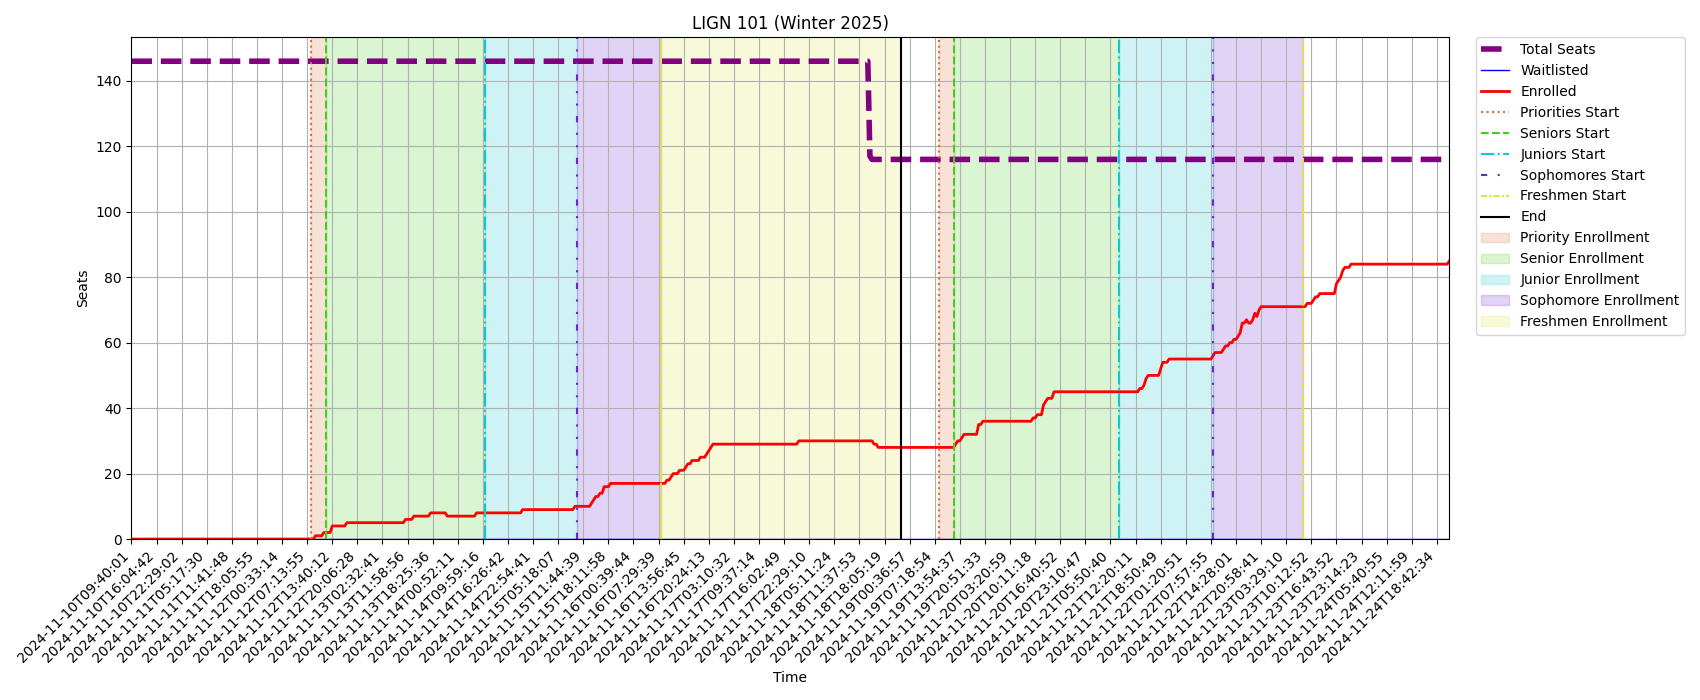 LIGN 101 (Winter 2025)
Total Seats
Waitlisted
Enrolled
Priorities Start
Seniors Start
Juniors Start
Sophomores Start
Freshmen Start
End
Priority Enrollment
Senior Enrollment
Junior Enrollment
Sophomore Enrollment
Freshmen Enrollment
Seats
140
120
100
80
60
40
20
0
2024-11-10T09:40:01
2024-11-10T16:04:42
2024-11-10T22:29:02
2024-11-11T05:17:30
2024-11-11T11:41:48
2024-11-11T18:05:55
2024-11-12T00:33:14
2024-11-12T07:13:55
2024-11-12T13:40:12
2024-11-12T20:06:28
2024-11-13T03:32:41
2024-11-13T11:58:56
2024-11-13T18:25:36
2024-11-14T00:52:11
2024-11-14T09:59:16
2024-11-14T16:26:42
2024-11-14T22:54:41
2024-11-15T05:18:07
2024-11-15T11:44:39
2024-11-15T18:11:58
2024-11-16T00:39:44
2024-11-16T07:29:39
2024-11-16T13:56:45
2024-11-16T20:24:13
2024-11-17T03:10:32
2024-11-17T09:37:14
2024-11-17T16:02:49
2024-11-17T22:29:10
2024-11-18T05:11:24
2024-11-18T11:37:53
2024-11-18T18:05:19
2024-11-19T00:36:57
2024-11-19T07:18:54
2024-11-19T13:54:37
2024-11-19T20:51:33
2024-11-20T03:20:59
2024-11-20T10:11:18
2024-11-20T16:40:52
2024-11-20T23:10:47
2024-11-21T05:50:40
2024-11-21T12:20:11
2024-11-21T18:50:49
2024-11-22T01:20:51
2024-11-22T07:57:55
2024-11-22T14:28:01
2024-11-22T20:58:41
2024-11-23T03:29:10
2024-11-23T10:12:52
2024-11-23T16:43:52
2024-11-23T23:14:23
2024-11-24T05:40:55
2024-11-24T12:11:59
2024-11-24T18:42:34
Time